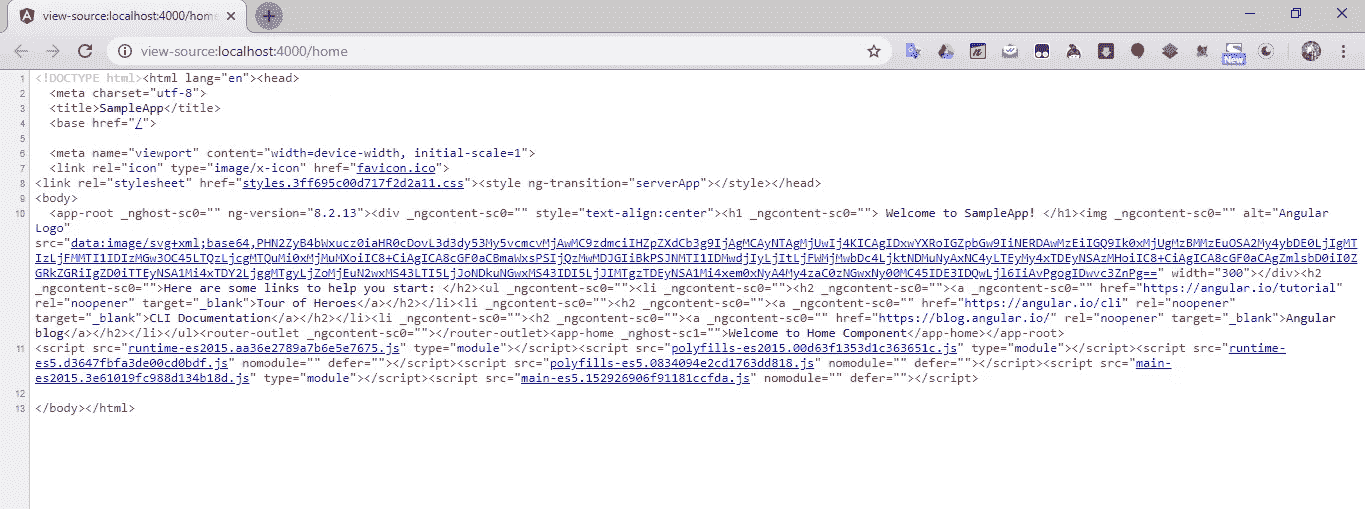 view-source:localhost:4000/home
view-source:localhost:4000/home
New
1 <!DOCTYPE html><html lang="en"><head>
2 <meta charset="utf-8">
3 <title>SampleApp</title>
4 <base href="/">
5
6 <meta name="viewport" content="width=device-width, initial-scale=1">
7 <link rel="icon" type="image/x-icon" href="favicon.ico">
8 <link rel="stylesheet" href="styles.3ff695c00d717f2d2a11.css"><style ng-transition="serverApp"></style></head>
9 <body>
10 <app-root _nghost-sc0="" ng-version="8.2.13"><div _ngcontent-sc0="" style="text-align:center"><h1 _ngcontent-sc0=""> Welcome to SampleApp! </h1><img _ngcontent-sc0="" alt="Angular
Logo"
src="data:image/svg+xml;base64,
" width="300"></div><h2
_ngcontent-sc0="">Here are some links to help you start: </h2><ul _ngcontent-sc0=""><li _ngcontent-sc0=""><h2 _ngcontent-sc0=""><a _ngcontent-sc0="" href="https://angular.io/tutorial"
rel="noopener" target="_blank">Tour of Heroes</a></h2></li><li _ngcontent-sc0=""><h2 _ngcontent-sc0=""><a _ngcontent-sc0="" href="https://angular.io/cli" rel="noopener"
target="_blank">CLI Documentation</a></h2></li><li _ngcontent-sc0=""><h2 _ngcontent-sc0=""><a _ngcontent-sc0="" href="https://blog.angular.io/" rel="noopener" target="_blank">Angular
blog</a></h2></li></ul><router-outlet _ngcontent-sc0=""></router-outlet><app-home _nghost-sc1="">Welcome to Home Component</app-home></app-root>
11 <script src="runtime-es2015.aa36e2789a7b6e5e7675.js" type="module"></script><script src="polyfills-es2015.00d63f1353d1c363651c.js" type="module"></script><script src="runtime-
es5.d3647fbfa3de00cd0bdf.js" nomodule="" defer=""></script><script src="polyfills-es5.0834094e2cd1763dd818.js" nomodule="" defer=""></script><script src="main-
es2015.3e61019fc988d134b18d.js" type="module"></script><script src="main-es5.152926906f91181ccfda.js" nomodule="" defer=""></script>
12
13 </body></html>